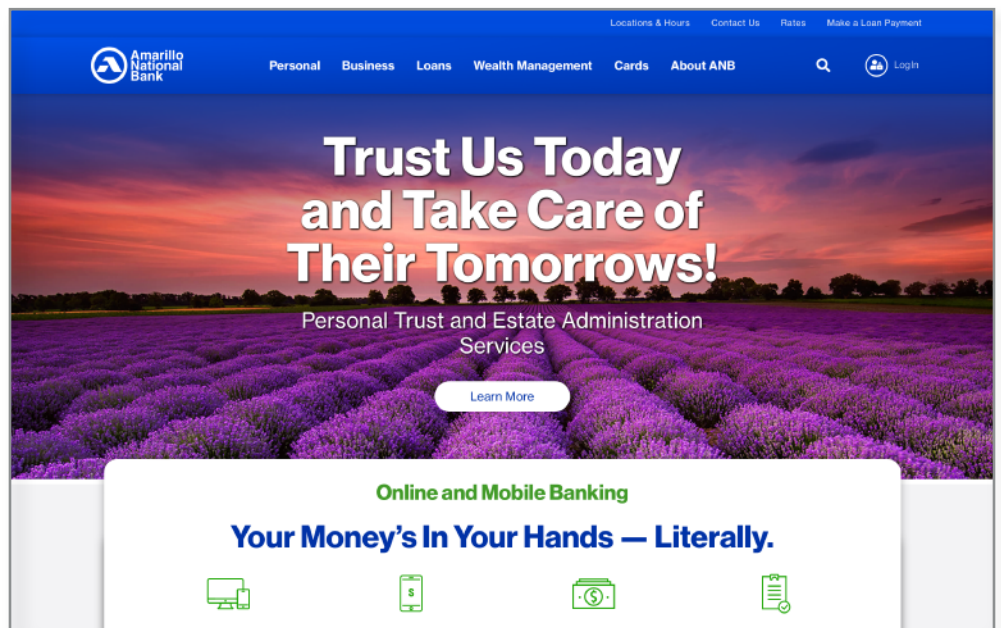 Locations & Hours Contact Us Rates Make a Loan Payment
Amarillo
National
Bank
Personal Business Loans Wealth Management Cards About ANB
LogIn
Trust Us Today
and Take Care of
Their Tomorrows!
Personal Trust and Estate Administration
Services
Learn More
Online and Mobile Banking
Your Money’s In Your Hands — Literally.
$
$